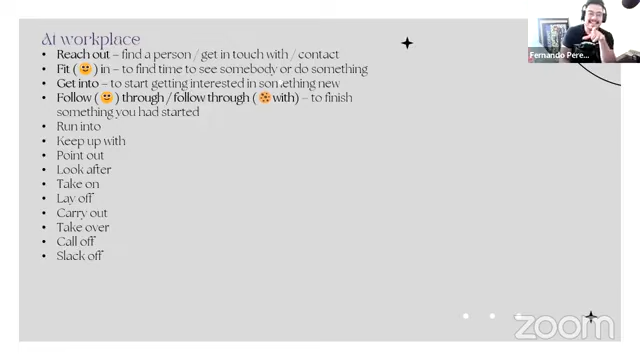 At workplace
• Reach out – find a person / get in touch with / contact
• Fit (🙂) in – to find time to see somebody or do something
• Get into – to start getting interested in something new
• Follow (🙂) through / follow through (🍪 with) – to finish
something you had started
• Run into
• Keep up with
• Point out
• Look after
• Take on
• Lay off
• Carry out
• Take over
• Call off
• Slack off
Fernando Pere...
zoom